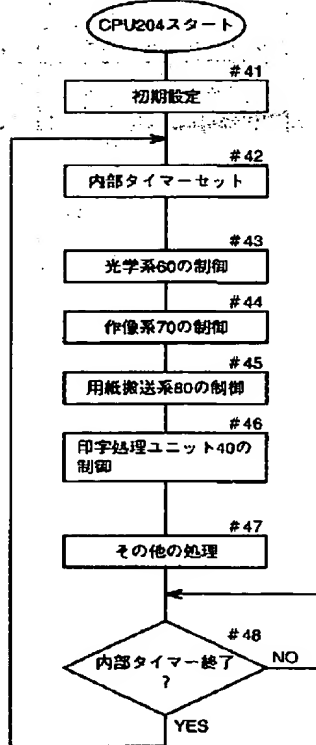 CPU204スタート
#41
初期設定
#42
内部タイマーセット
#43
光学系60の制御
#44
作像系70の制御
#45
用紙搬送系80の制御
#46
印字処理ユニット40の
制御
#47
その他の処理
#48
内部タイマー終了
?
NO
YES